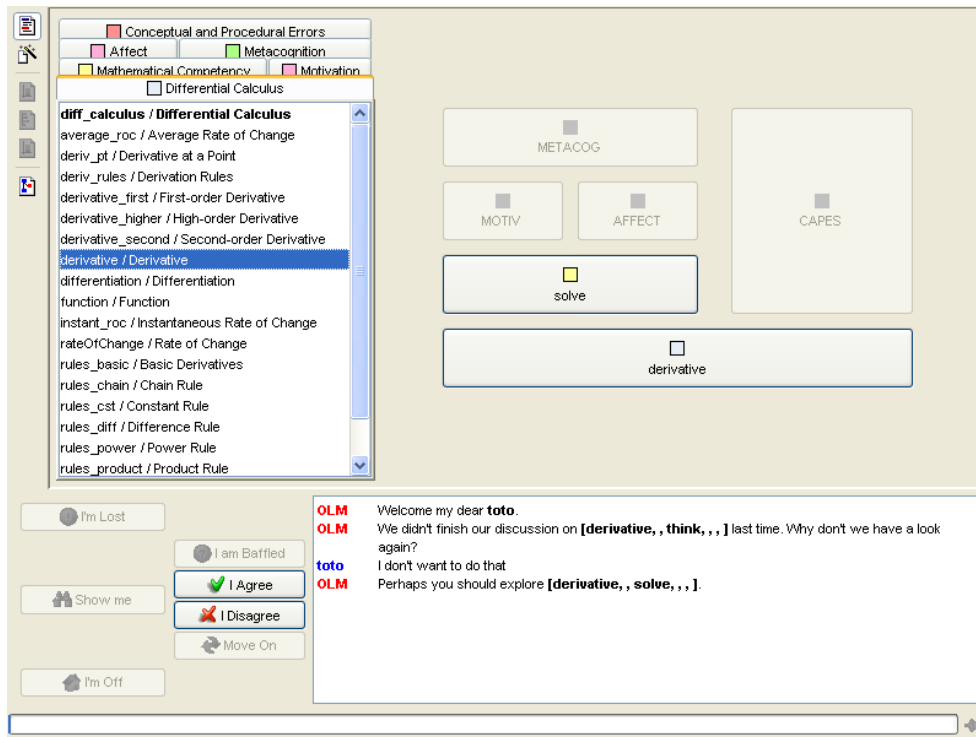 Conceptual and Procedural Errors
Affect
Metacognition
Mathematical Competency
Motivation
Differential Calculus
diff_calculus / Differential Calculus
average_roc / Average Rate of Change
deriv_pt / Derivative at a Point
deriv_rules / Derivation Rules
derivative_first / First-order Derivative
derivative_higher / High-order Derivative
derivative_second / Second-order Derivative
derivative / Derivative
differentiation / Differentiation
function / Function
instant_roc / Instantaneous Rate of Change
rateOfChange / Rate of Change
rules_basic / Basic Derivatives
rules_chain / Chain Rule
rules_cst / Constant Rule
rules_diff / Difference Rule
rules_power / Power Rule
rules_product / Product Rule
METACOG
MOTIV
AFFECT
CAPES
solve
derivative
I'm Lost
I am Baffled
I Agree
Show me
I Disagree
Move On
I'm Off
OLM Welcome my dear toto.
OLM We didn't finish our discussion on [derivative, , think, , , ] last time. Why don't we have a look
again?
toto I don't want to do that
OLM Perhaps you should explore [derivative, , solve, , , ].